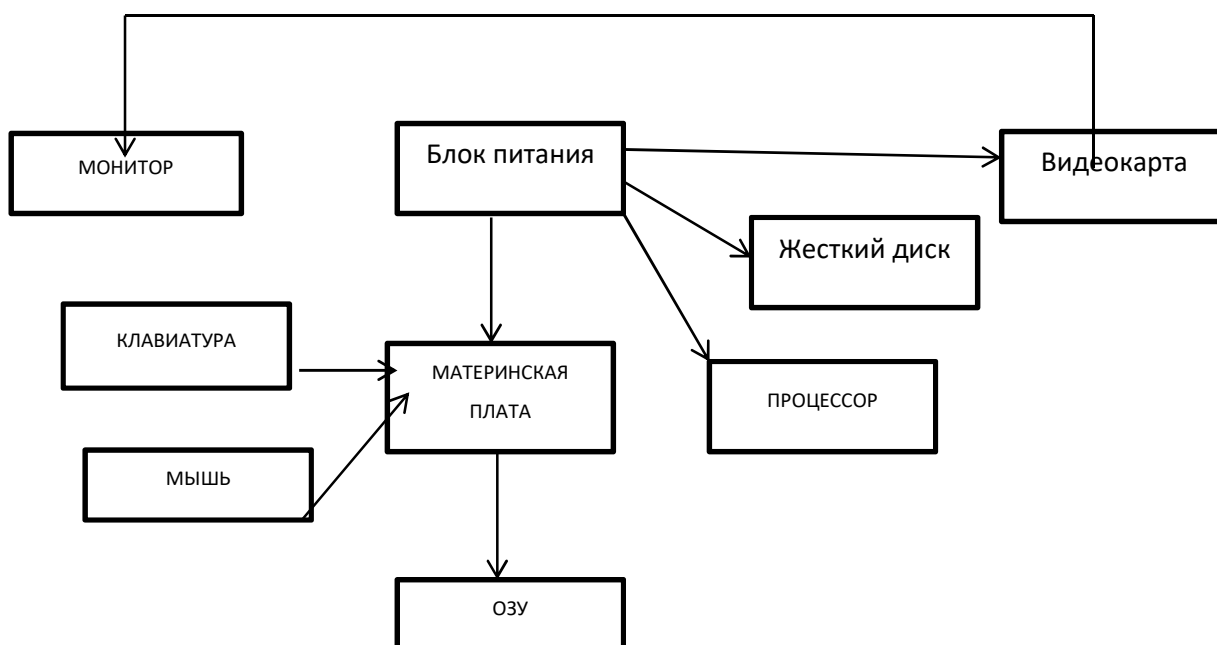 МОНИТОР
Блок питания
Видеокарта
Жесткий диск
КЛАВИАТУРА
МАТЕРИНСКАЯ
ПЛАТА
ПРОЦЕССОР
МЫШЬ
ОЗУ